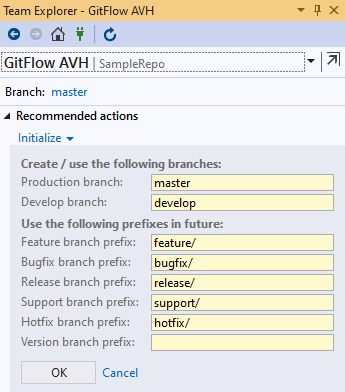 Team Explorer - GitFlow AVH
GitFlow AVH | SampleRepo
Branch: master
Recommended actions
Initialize
Create / use the following branches:
Production branch: master
Develop branch: develop
Use the following prefixes in future:
Feature branch prefix: feature/
Bugfix branch prefix: bugfix/
Release branch prefix: release/
Support branch prefix: support/
Hotfix branch prefix: hotfix/
Version branch prefix:
OK Cancel